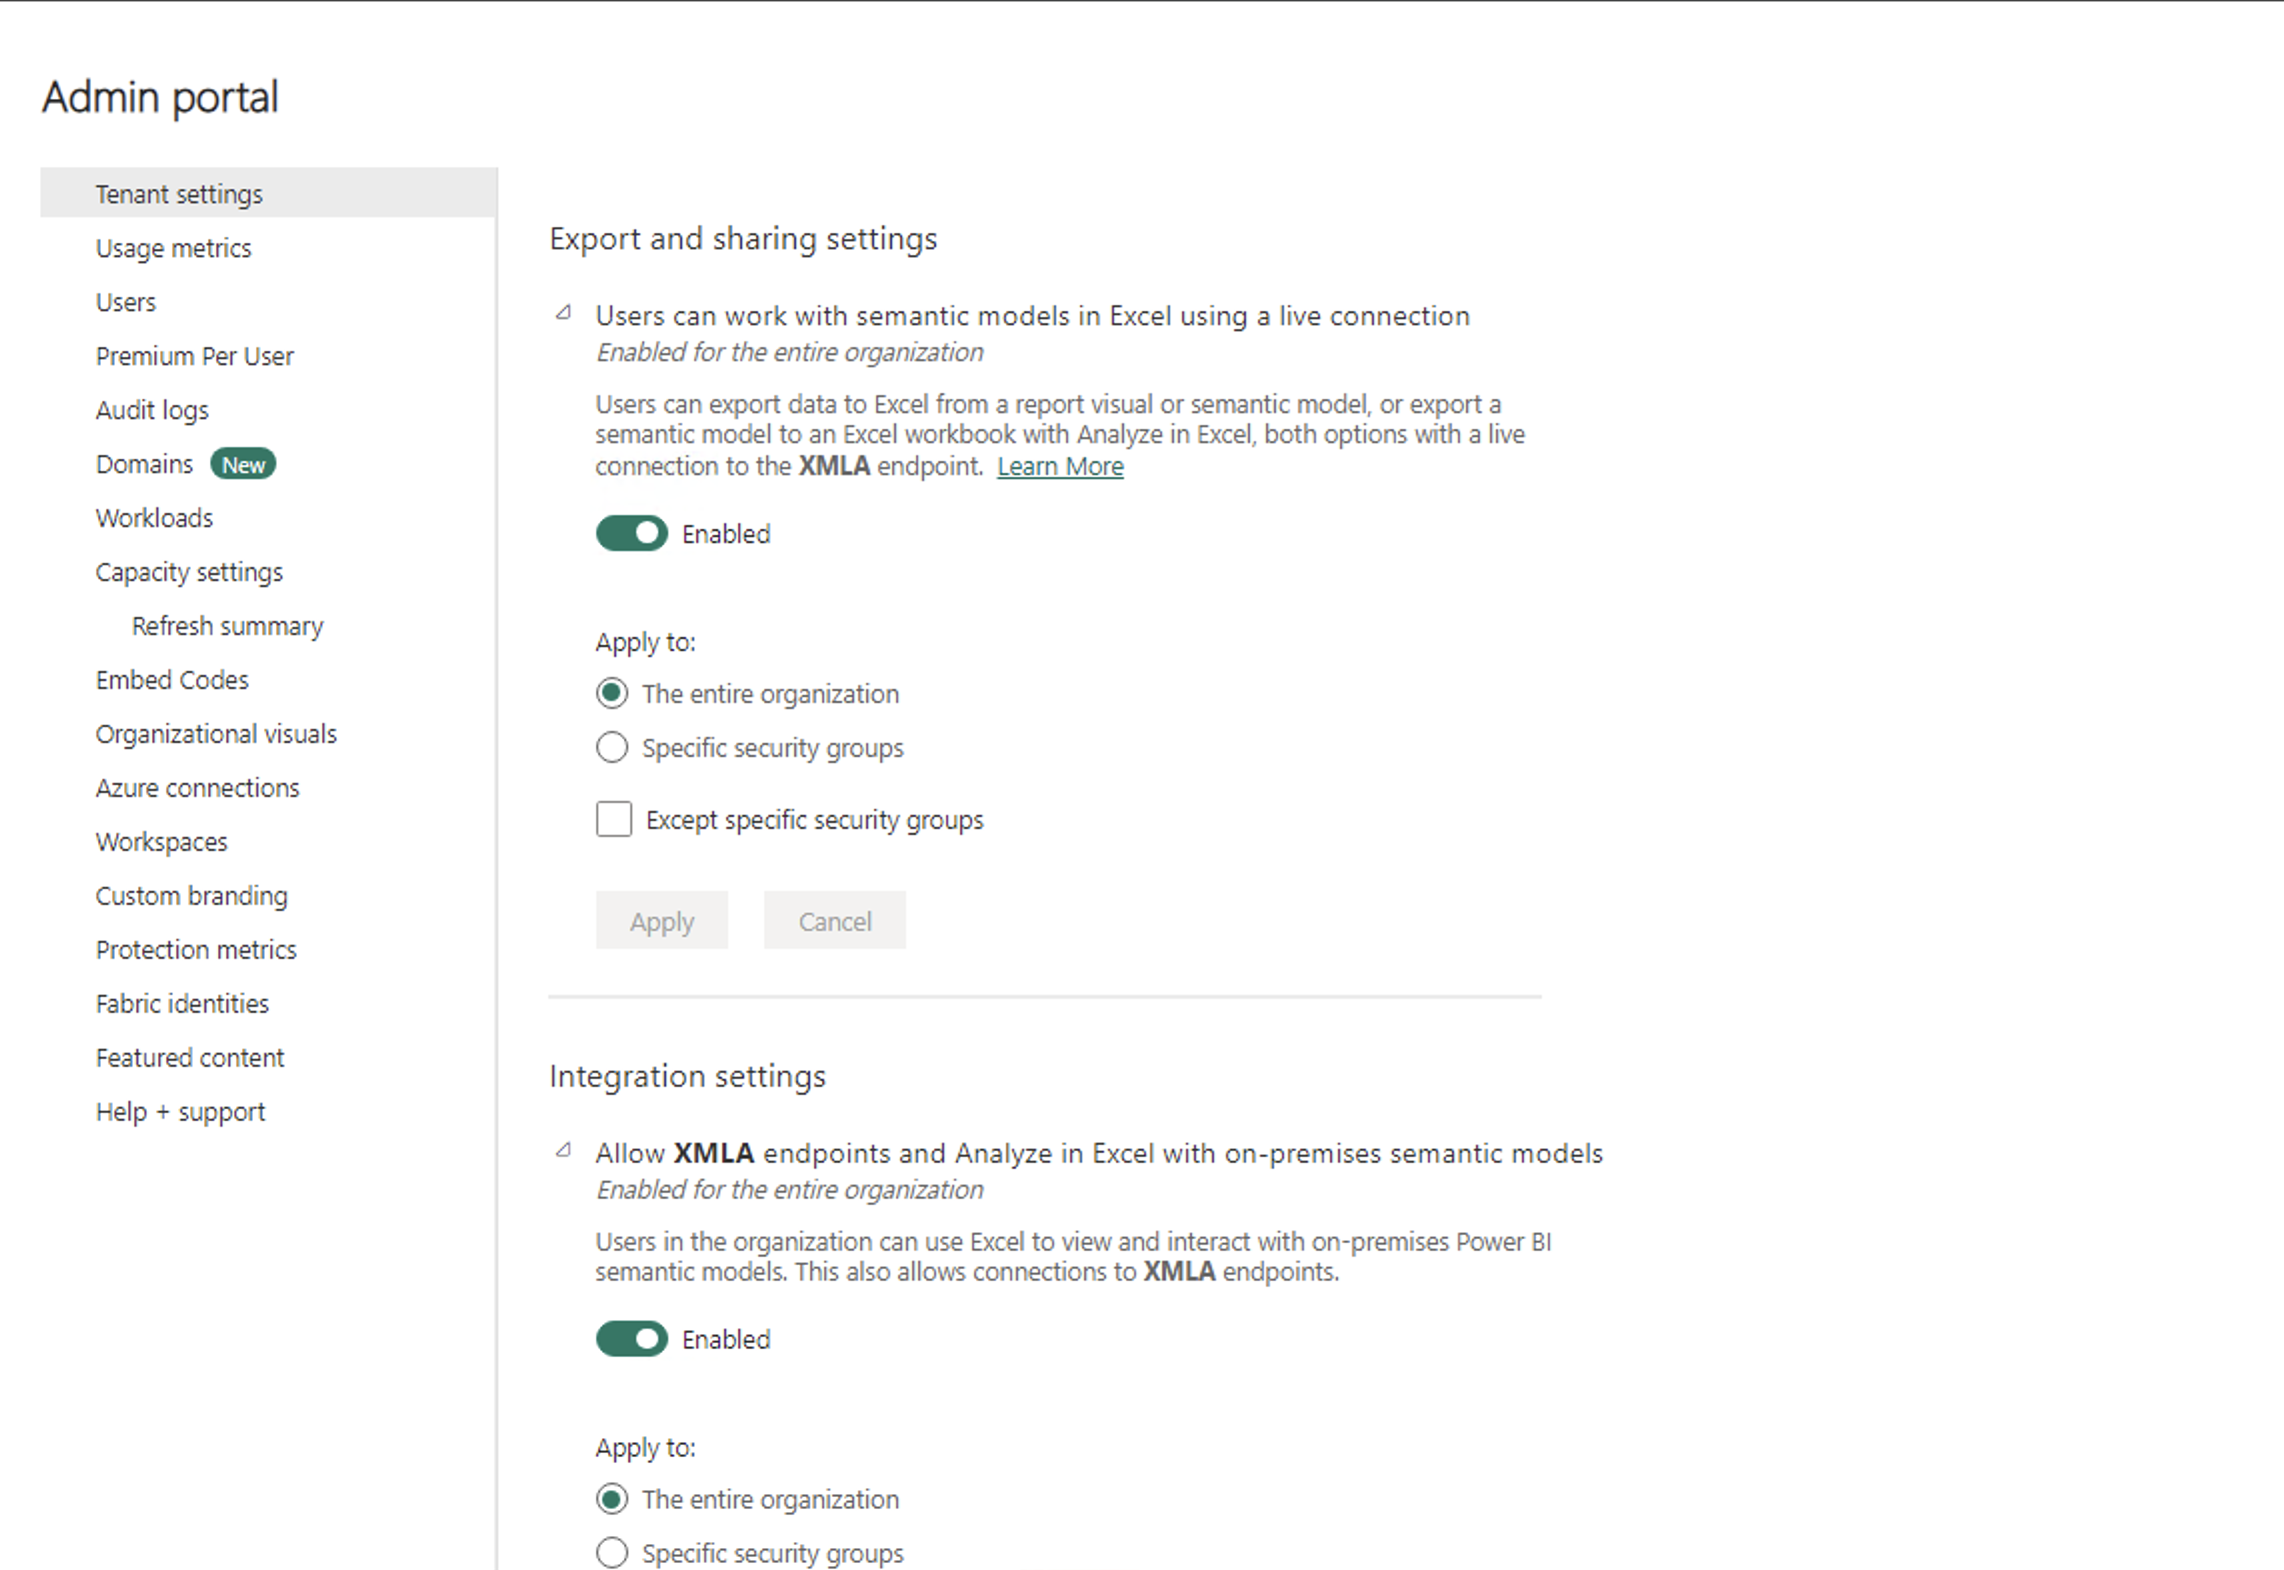 Admin portal
Tenant settings
Usage metrics
Users
Premium Per User
Audit logs
Domains New
Workloads
Capacity settings
Refresh summary
Embed Codes
Organizational visuals
Azure connections
Workspaces
Custom branding
Protection metrics
Fabric identities
Featured content
Help + support
Export and sharing settings
Users can work with semantic models in Excel using a live connection
Enabled for the entire organization
Users can export data to Excel from a report visual or semantic model, or export a
semantic model to an Excel workbook with Analyze in Excel, both options with a live
connection to the XMLA endpoint. Learn More
Enabled
Apply to:
The entire organization
Specific security groups
Except specific security groups
Apply Cancel
Integration settings
Allow XMLA endpoints and Analyze in Excel with on-premises semantic models
Enabled for the entire organization
Users in the organization can use Excel to view and interact with on-premises Power BI
semantic models. This also allows connections to XMLA endpoints.
Enabled
Apply to:
The entire organization
Specific security groups